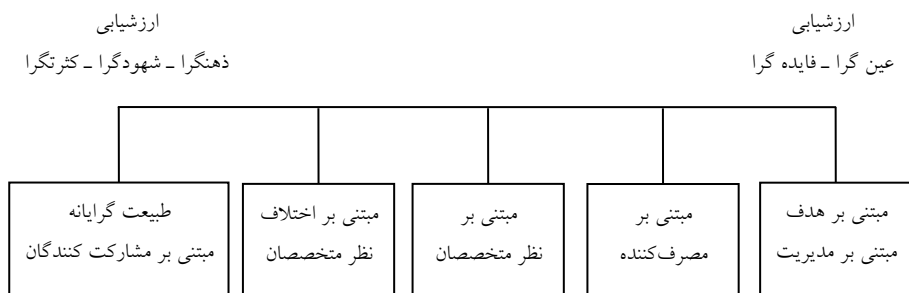 ارزشیابی
عین گرا ـ فایده گرا
ارزشیابی
ذهنگرا ـ شهودگرا ـ کثرتگرا
مبتنی بر هدف
مبتنی بر مدیریت
مبتنی بر
مصرف‌کننده
مبتنی بر
نظر متخصصان
مبتنی بر اختلاف
نظر متخصصان
طبیعت گرایانه
مبتنی بر مشارکت کنندگان